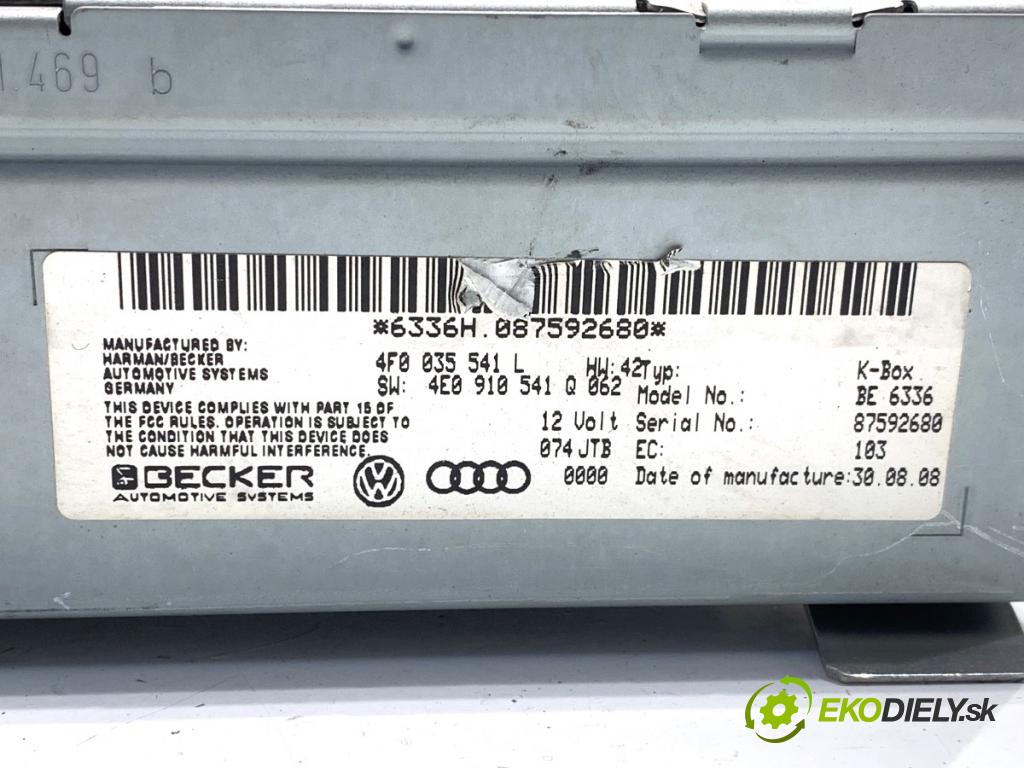 1.469 b
*6336H.087592680*
MANUFACTURED BY:
HARMAN/BECKER
AUTOMOTIVE SYSTEMS
GERMANY
4F0 035 541 L HW:42
SW: 4E0 910 541 Q 062
THIS DEVICE COMPLIES WITH PART 15 OF
THE FCC RULES. OPERATION IS SUBJECT TO
THE CONDITION THAT THIS DEVICE DOES
NOT CAUSE HARMFUL INTERFERENCE.
12 Volt
074 JTB
0000
Typ: K-Box
Model No.: BE 6336
Serial No.: 87592680
EC: 103
Date of manufacture:30.08.08
BECKER
AUTOMOTIVE SYSTEMS
VW
EKODIELY.sk